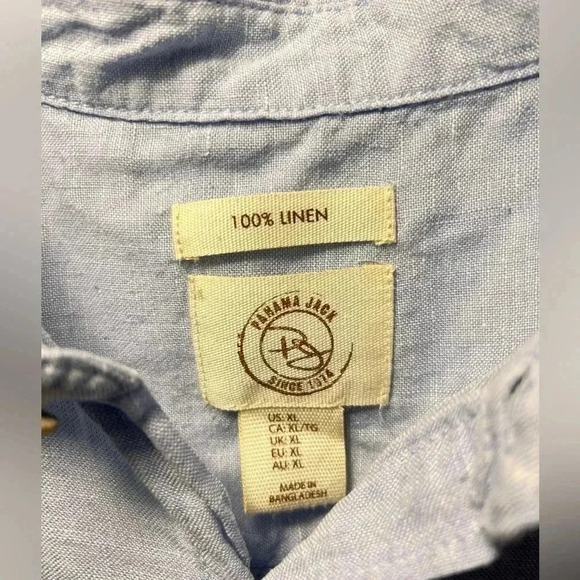 100% LINEN
PANAMA JACK
PJ
SINCE 1974
US: XL
CA: XL/TG
UK: XL
EU: XL
AU: XL
MADE IN
BANGLADESH